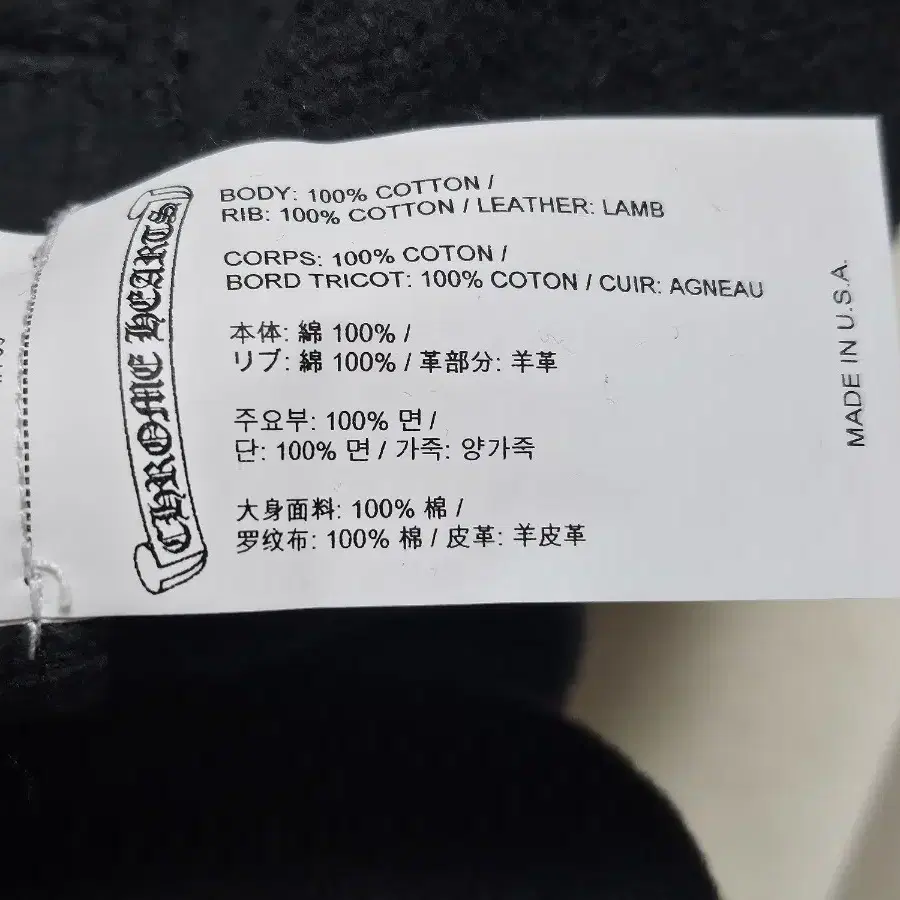 CHROME HEARTS
BODY: 100% COTTON /
RIB: 100% COTTON / LEATHER: LAMB
CORPS: 100% COTON /
BORD TRICOT: 100% COTON / CUIR: AGNEAU
本体: 綿 100% /
リブ: 綿 100% / 革部分: 羊革
주요부: 100% 면 /
단: 100% 면 / 가죽: 양가죽
大身面料: 100% 棉 /
罗纹布: 100% 棉 / 皮革: 羊皮革
MADE IN U.S.A.